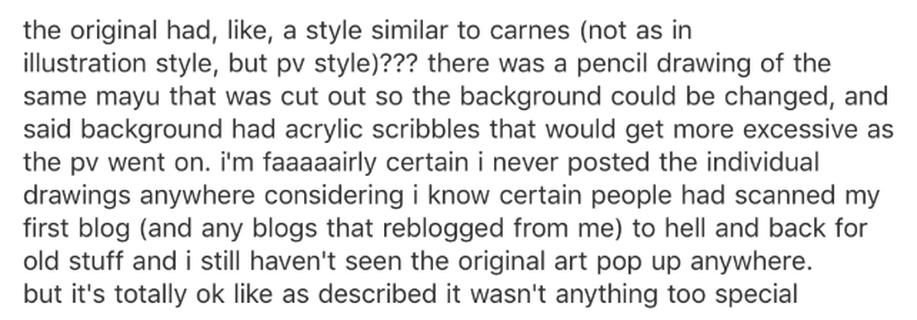 the original had, like, a style similar to carnes (not as in
illustration style, but pv style)??? there was a pencil drawing of the
same mayu that was cut out so the background could be changed, and
said background had acrylic scribbles that would get more excessive as
the pv went on. i'm faaaaairly certain i never posted the individual
drawings anywhere considering i know certain people had scanned my
first blog (and any blogs that reblogged from me) to hell and back for
old stuff and i still haven't seen the original art pop up anywhere.
but it's totally ok like as described it wasn't anything too special